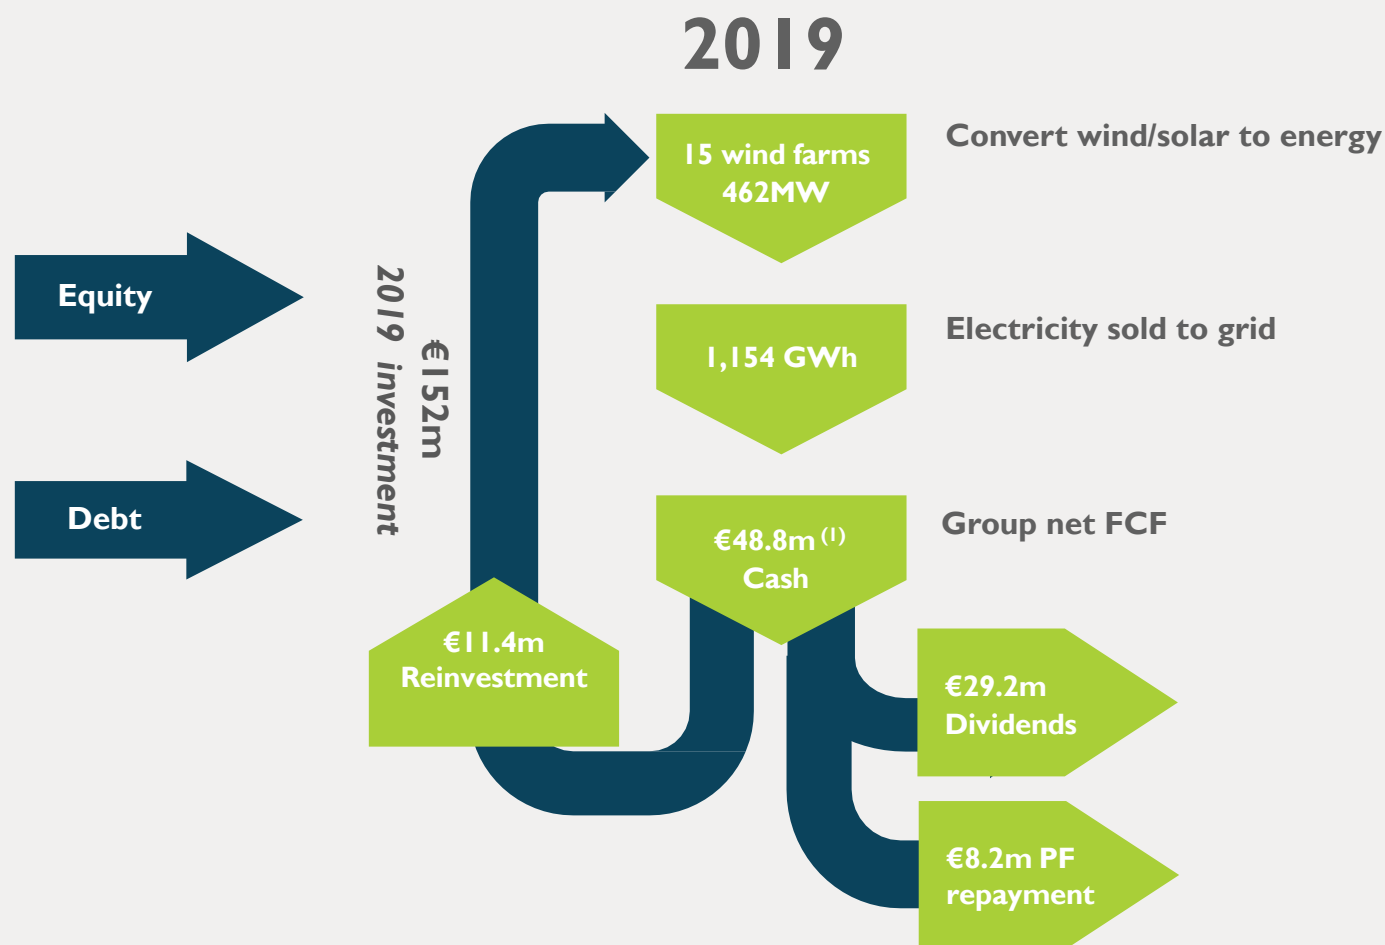 2019
15 wind farms
462MW
Convert wind/solar to energy
Equity
2019 investment
€152m
1,154 GWh
Electricity sold to grid
Debt
€48.8m (1)
Cash
Group net FCF
€11.4m
Reinvestment
€29.2m
Dividends
€8.2m PF
repayment